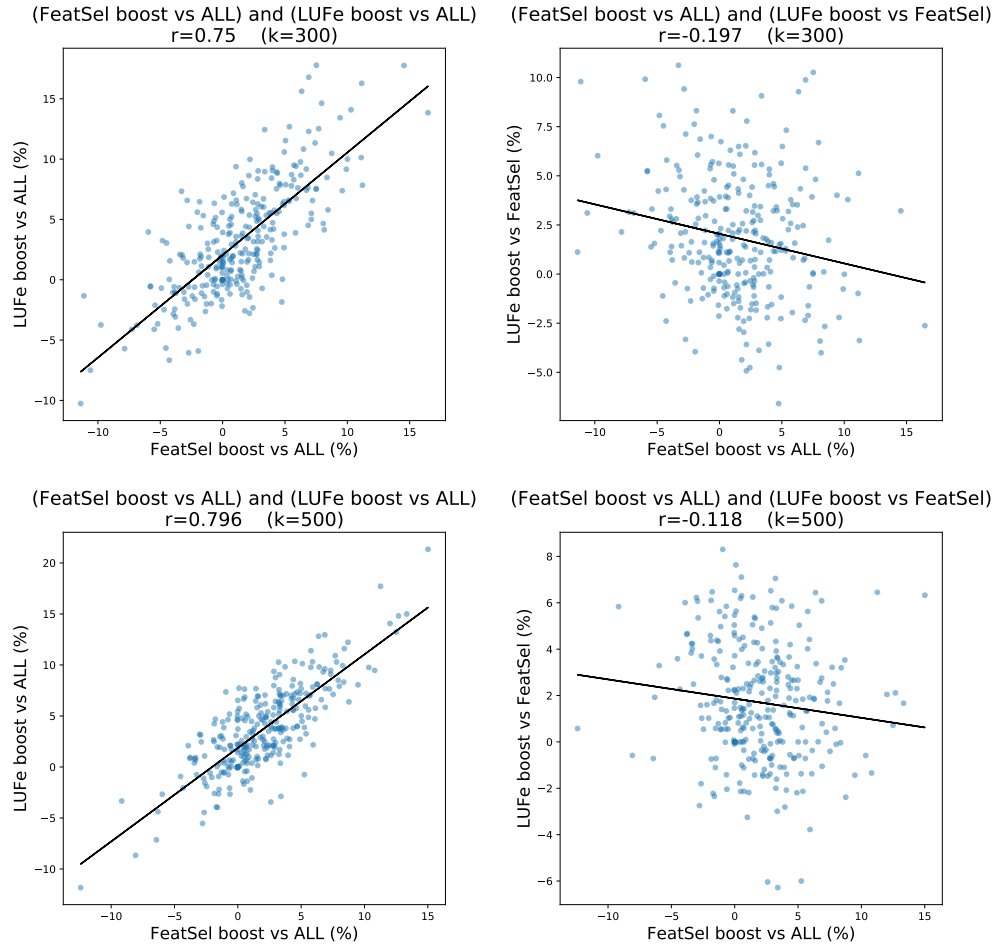 (FeatSel boost vs ALL) and (LUFe boost vs ALL)
r=0.75 (k=300)
LUFe boost vs ALL (%)
15
10
5
0
−5
−10
−10 −5 0 5 10 15
FeatSel boost vs ALL (%)
(FeatSel boost vs ALL) and (LUFe boost vs FeatSel)
r=-0.197 (k=300)
LUFe boost vs FeatSel (%)
10.0
7.5
5.0
2.5
0.0
−2.5
−5.0
−10 −5 0 5 10 15
FeatSel boost vs ALL (%)
(FeatSel boost vs ALL) and (LUFe boost vs ALL)
r=0.796 (k=500)
LUFe boost vs ALL (%)
20
15
10
5
0
−5
−10
−10 −5 0 5 10 15
FeatSel boost vs ALL (%)
(FeatSel boost vs ALL) and (LUFe boost vs FeatSel)
r=-0.118 (k=500)
LUFe boost vs FeatSel (%)
8
6
4
2
0
−2
−4
−6
−10 −5 0 5 10 15
FeatSel boost vs ALL (%)